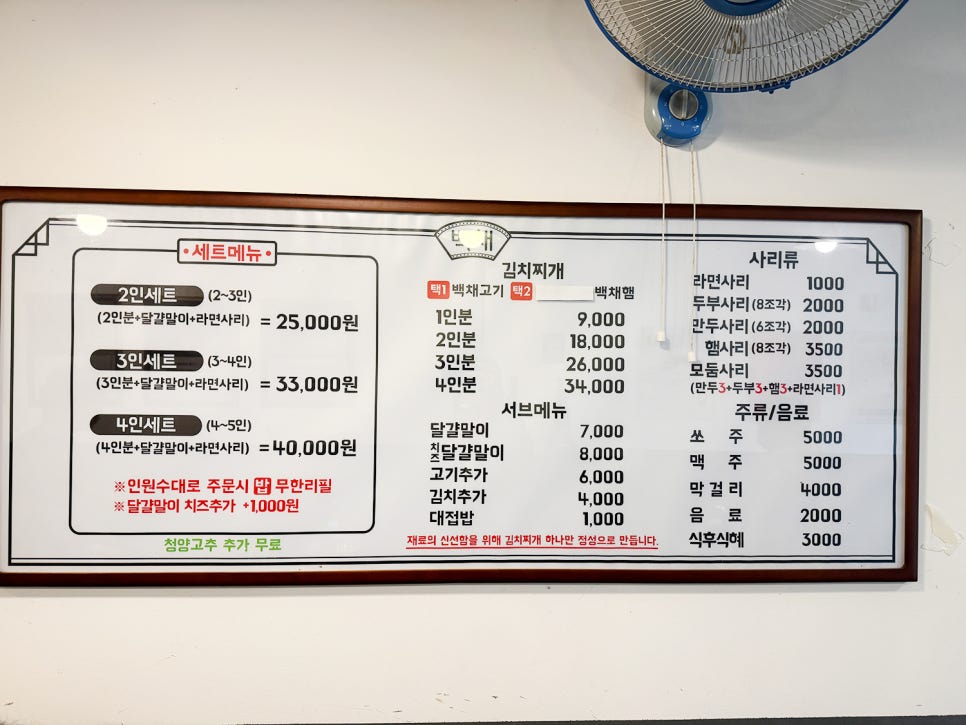 백채
•세트메뉴•
2인세트 (2~3인)
(2인분+달걀말이+라면사리) = 25,000원
3인세트 (3~4인)
(3인분+달걀말이+라면사리) = 33,000원
4인세트 (4~5인)
(4인분+달걀말이+라면사리) = 40,000원
※인원수대로 주문시 밥 무한리필
※달걀말이 치즈추가 +1,000원
청양고추 추가 무료
김치찌개
택1 백채고기 택2 백채햄
1인분 9,000
2인분 18,000
3인분 26,000
4인분 34,000
서브메뉴
달걀말이 7,000
치즈달걀말이 8,000
고기추가 6,000
김치추가 4,000
대접밥 1,000
재료의 신선함을 위해 김치찌개 하나만 정성으로 만듭니다.
사리류
라면사리 1000
두부사리(8조각) 2000
만두사리(6조각) 2000
햄사리(8조각) 3500
모둠사리 3500
(만두3+두부3+햄3+라면사리1)
주류/음료
쏘 주 5000
맥 주 5000
막걸리 4000
음 료 2000
식후식혜 3000